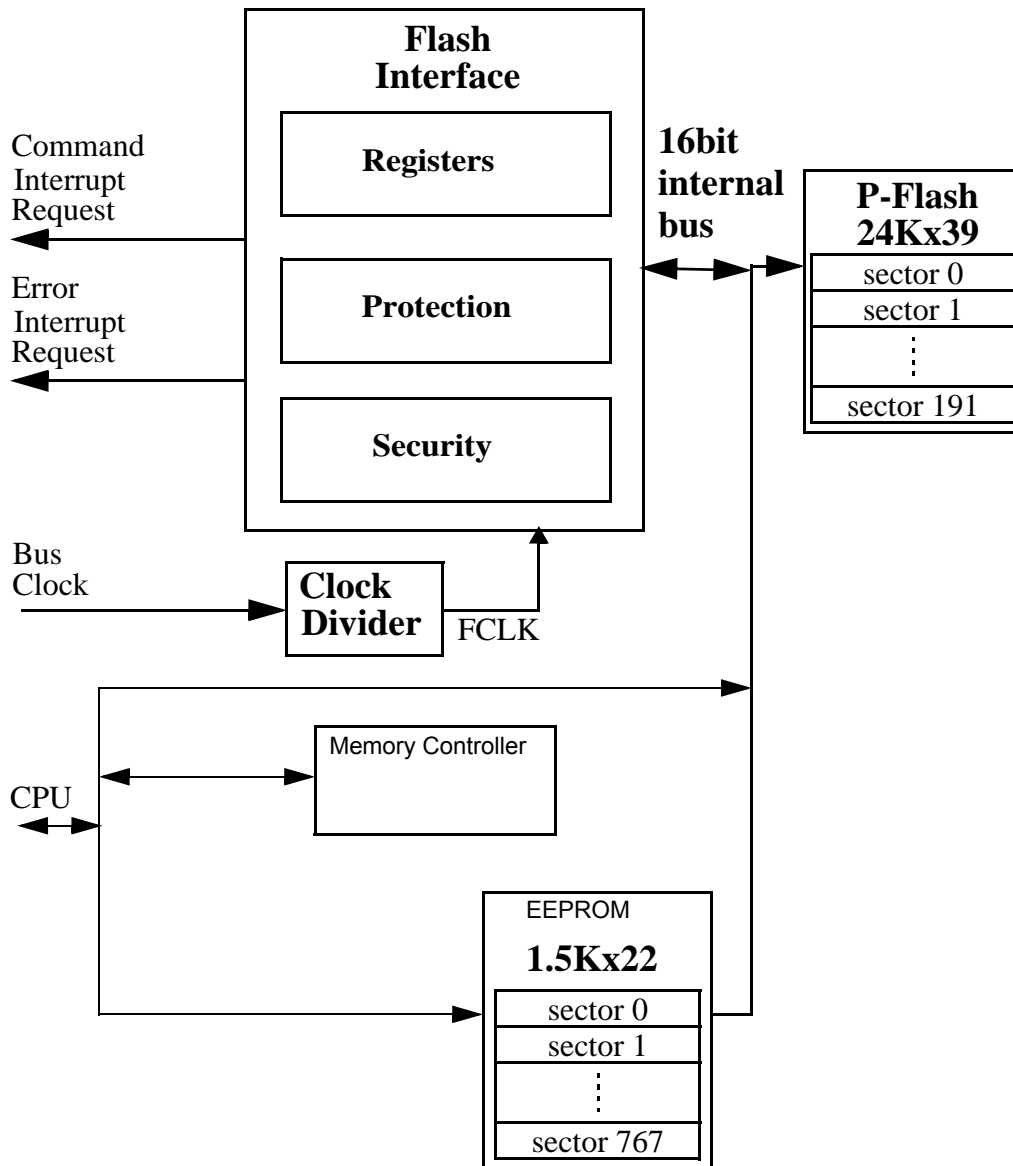 Flash
Interface
Registers
Protection
Security
Command
Interrupt
Request
Error
Interrupt
Request
16bit
internal
bus
P-Flash
24Kx39
sector 0
sector 1
sector 191
Bus
Clock
Clock
Divider
FCLK
Memory Controller
CPU
EEPROM
1.5Kx22
sector 0
sector 1
sector 767